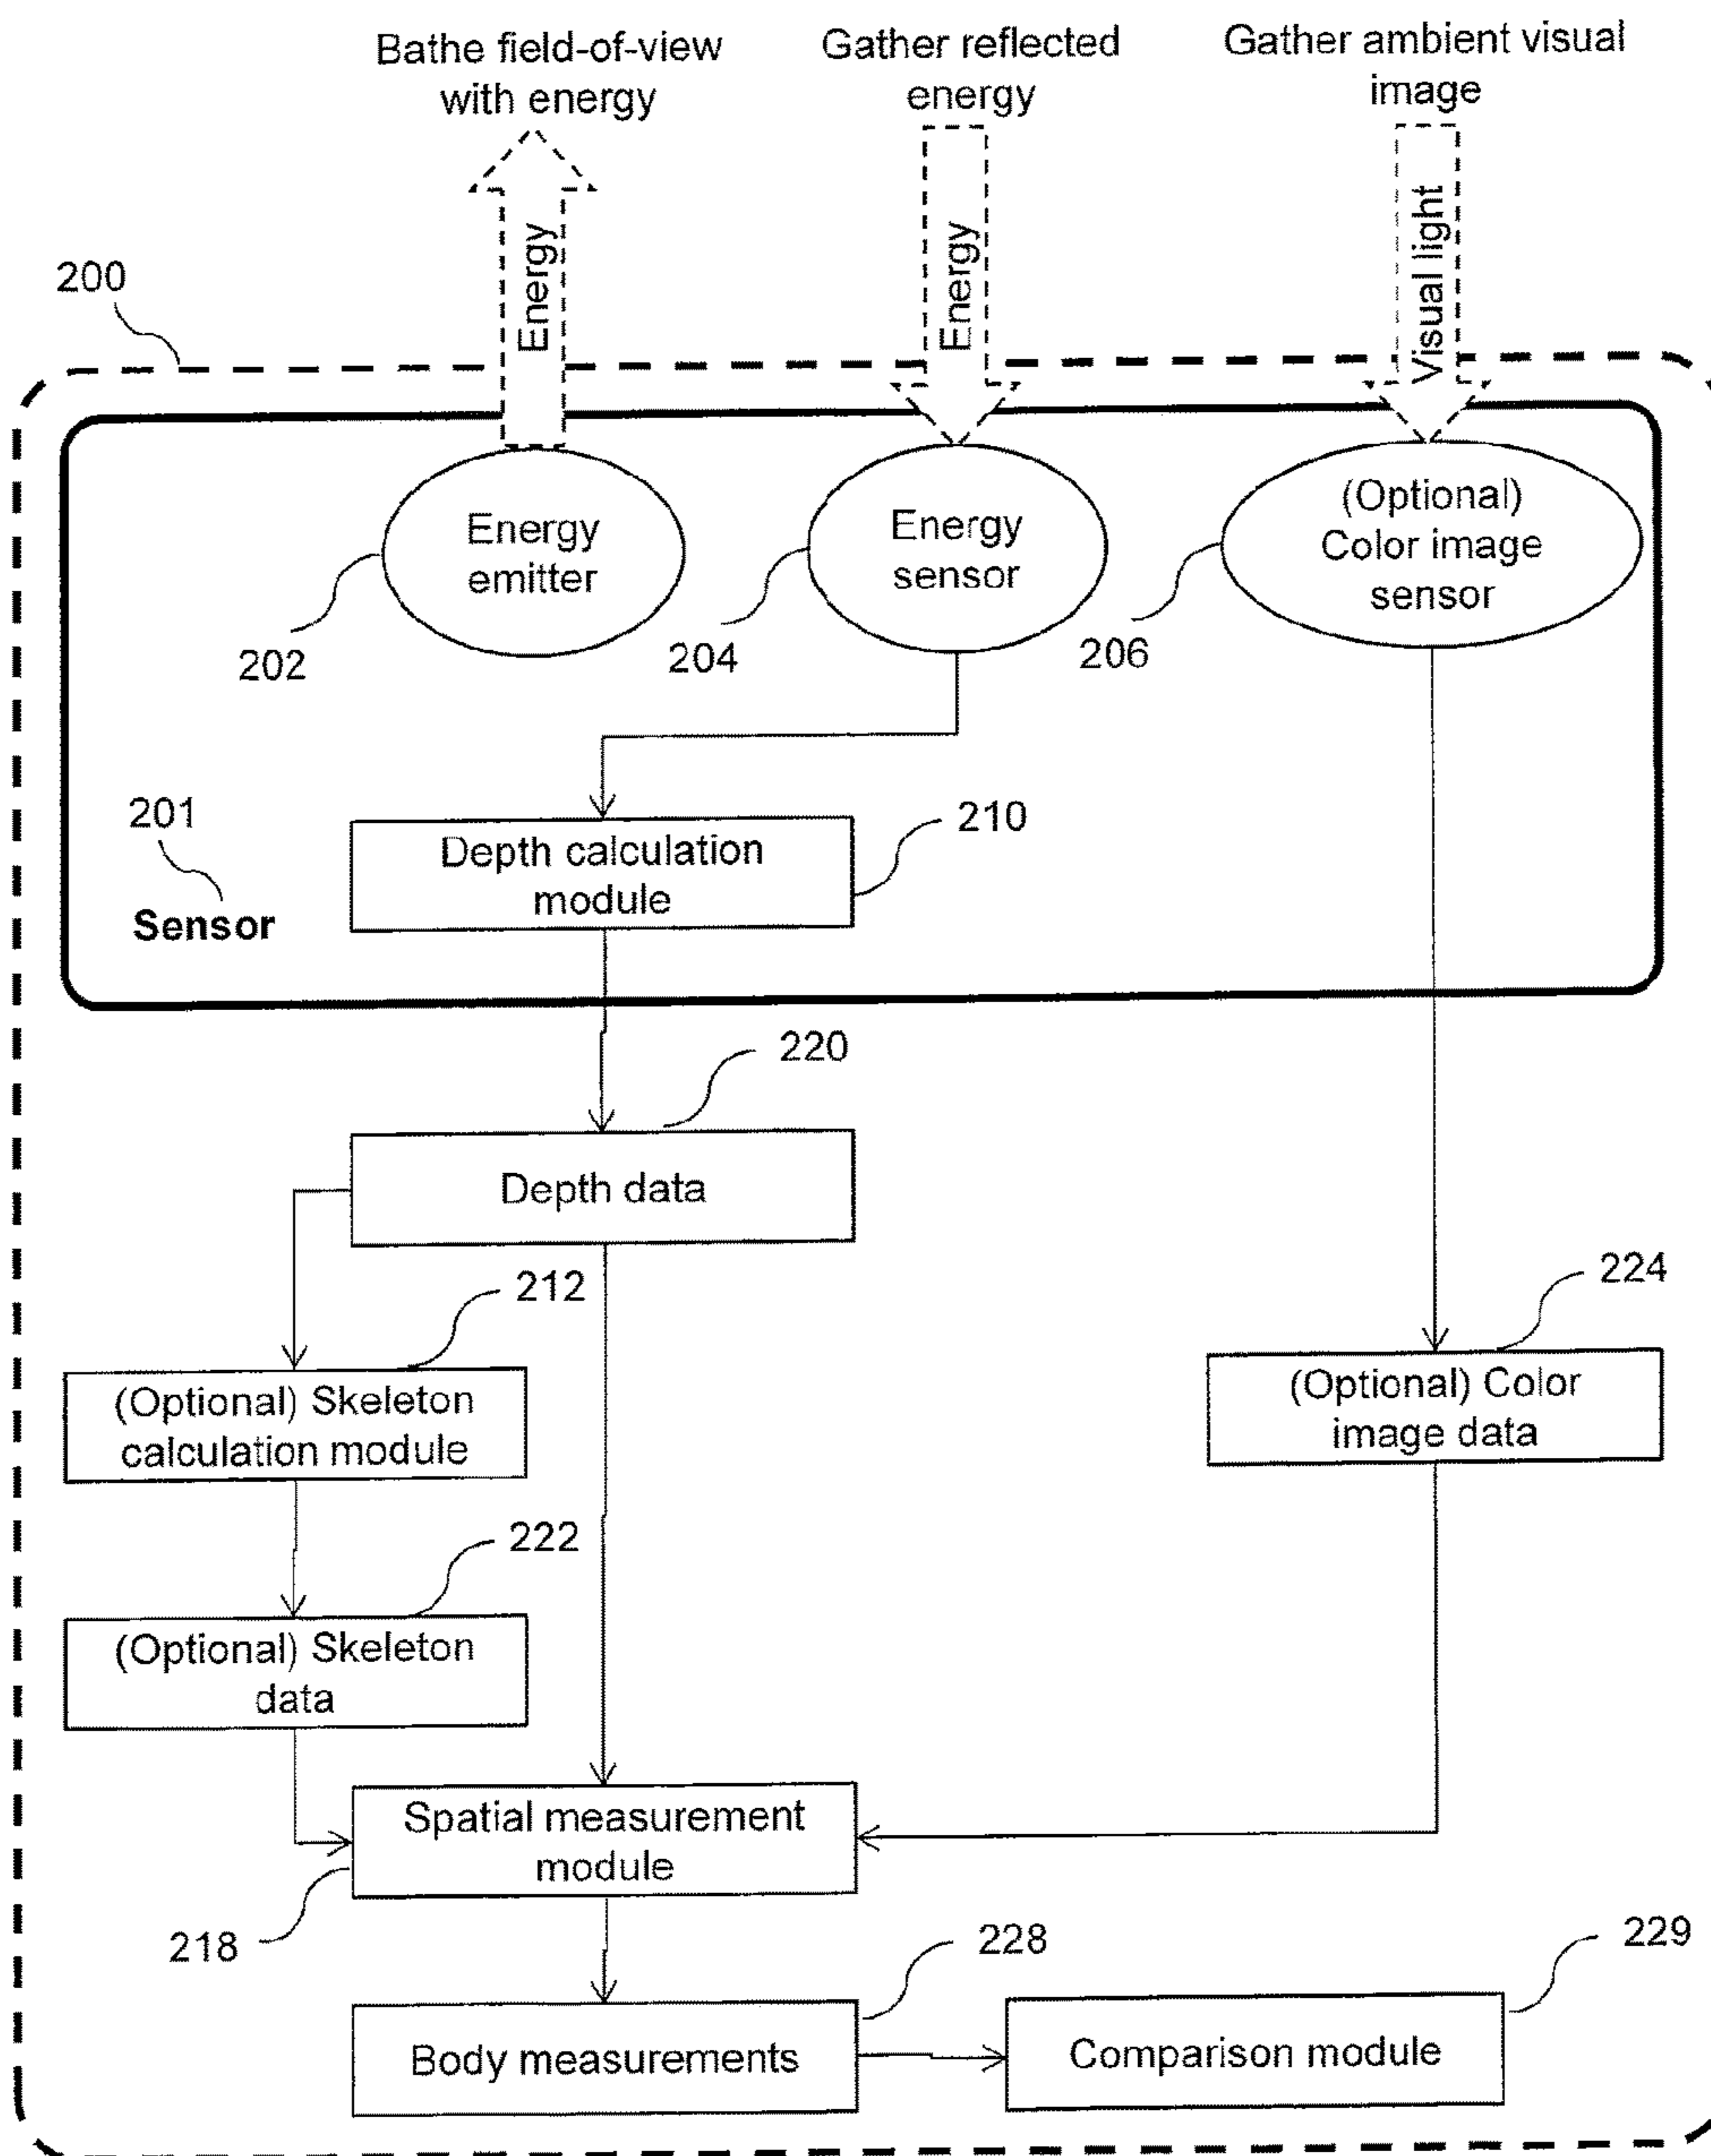 Bathe field-of-view
with energy
Gather reflected
energy
Gather ambient visual
image
Energy
Energy
Visual light
200
Energy
emitter
Energy
sensor
(Optional)
Color image
sensor
202
204
206
201
Sensor
Depth calculation
module
210
220
Depth data
212
224
(Optional) Skeleton
calculation module
(Optional) Color
image data
222
(Optional) Skeleton
data
Spatial measurement
module
218
228
229
Body measurements
Comparison module